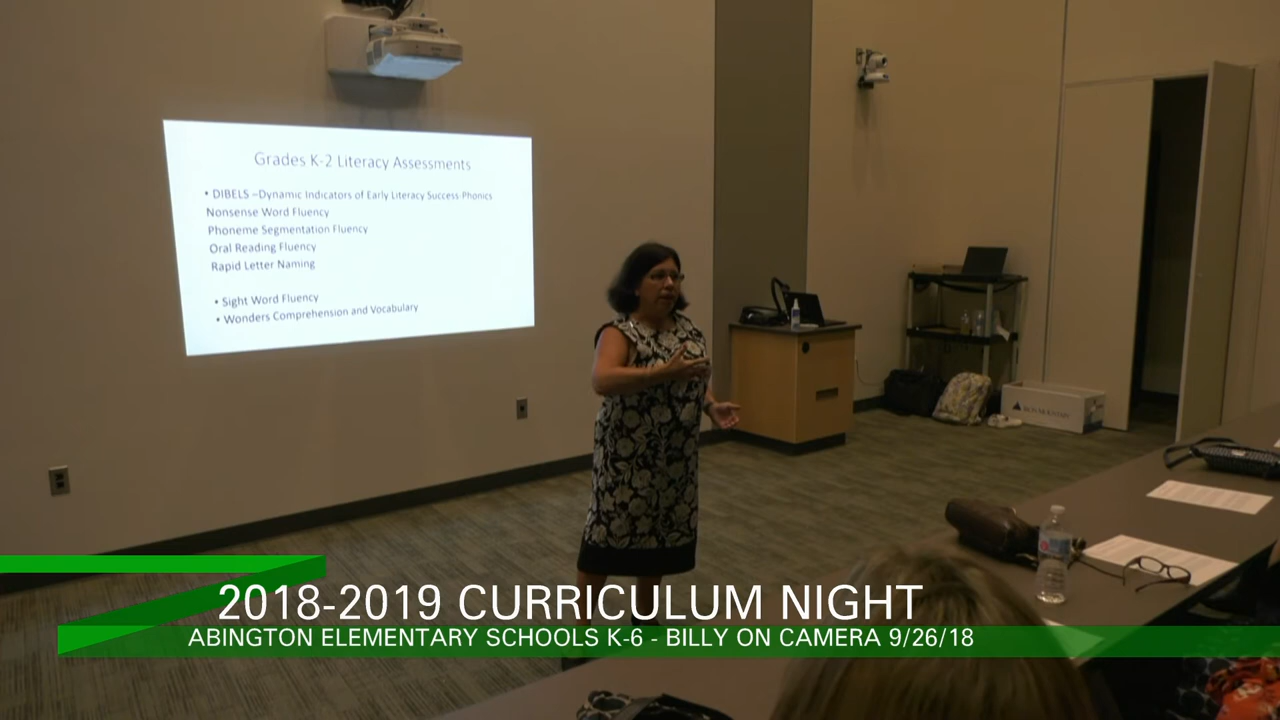 Grades K-2 Literacy Assessments
• DIBELS –Dynamic Indicators of Early Literacy Success-Phonics
Nonsense Word Fluency
Phoneme Segmentation Fluency
Oral Reading Fluency
Rapid Letter Naming
• Sight Word Fluency
• Wonders Comprehension and Vocabulary
IRON MOUNTAIN
2018-2019 CURRICULUM NIGHT
ABINGTON ELEMENTARY SCHOOLS K-6 - BILLY ON CAMERA 9/26/18